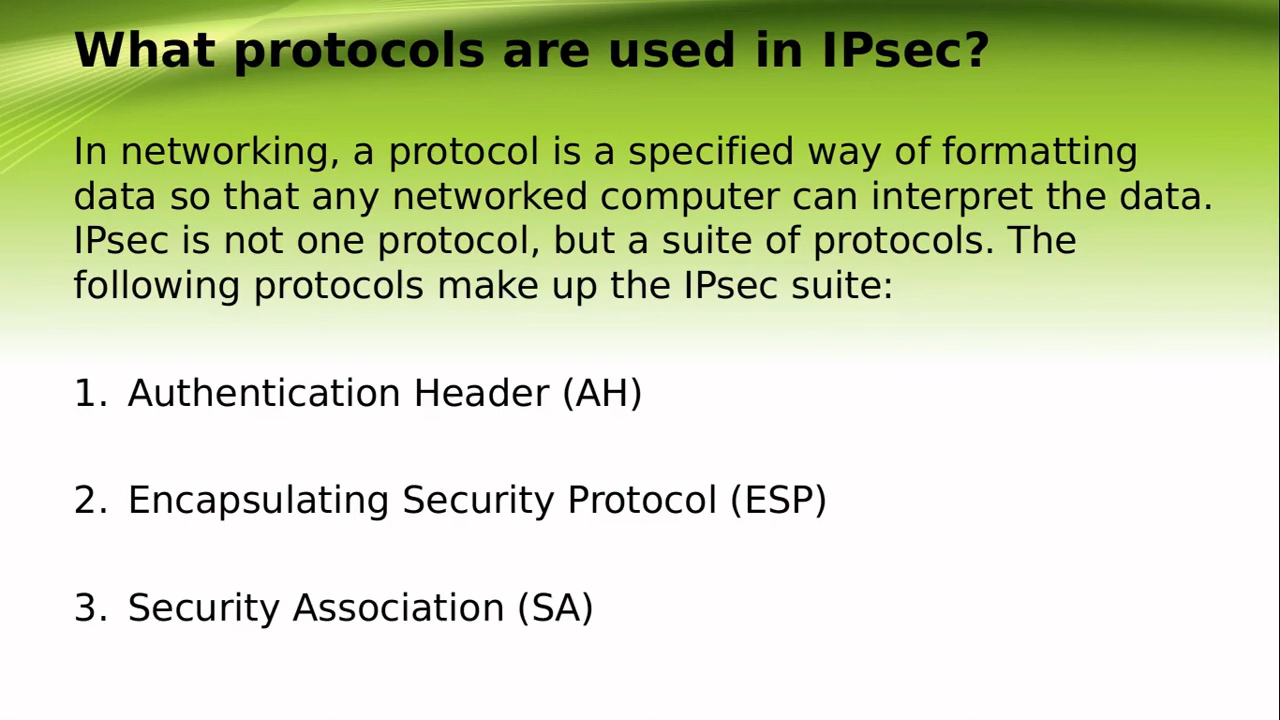 What protocols are used in IPsec?
In networking, a protocol is a specified way of formatting
data so that any networked computer can interpret the data.
IPsec is not one protocol, but a suite of protocols. The
following protocols make up the IPsec suite:
1. Authentication Header (AH)
2. Encapsulating Security Protocol (ESP)
3. Security Association (SA)